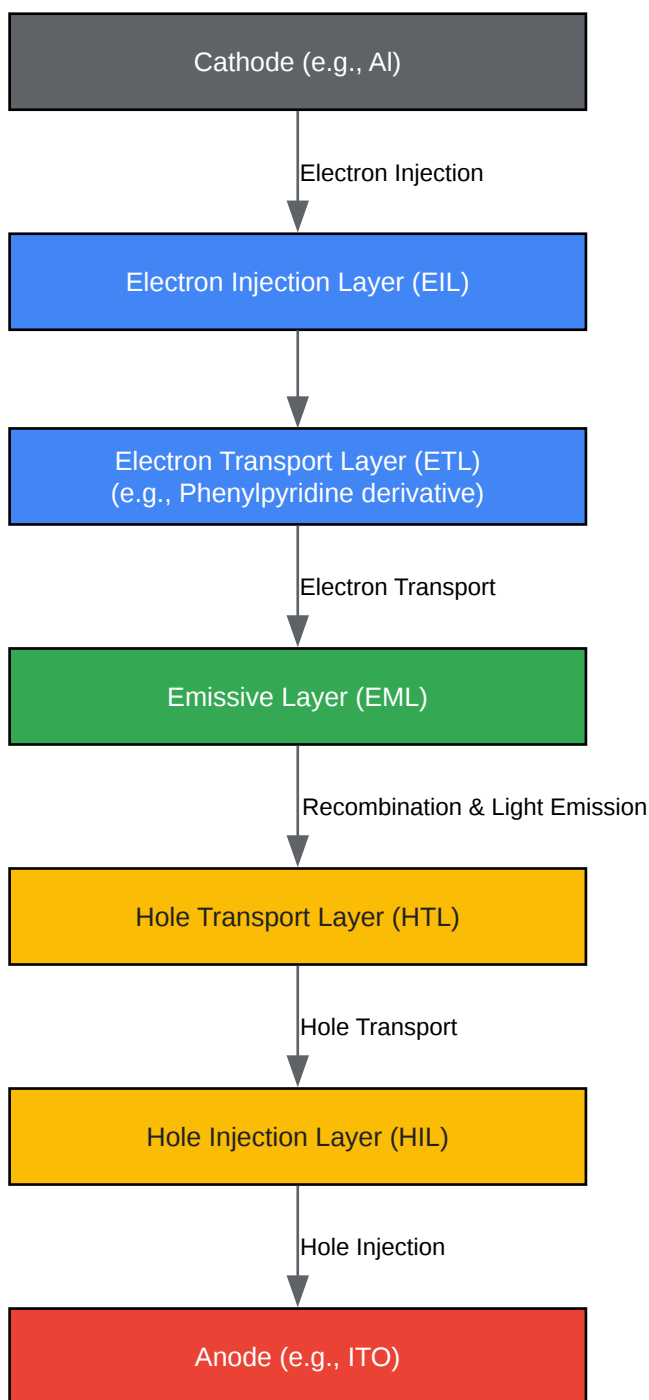 Cathode (e.g., Al)
Electron Injection
Electron Injection Layer (EIL)
Electron Transport Layer (ETL)
(e.g., Phenylpyridine derivative)
Electron Transport
Emissive Layer (EML)
Recombination & Light Emission
Hole Transport Layer (HTL)
Hole Transport
Hole Injection Layer (HIL)
Hole Injection
Anode (e.g., ITO)